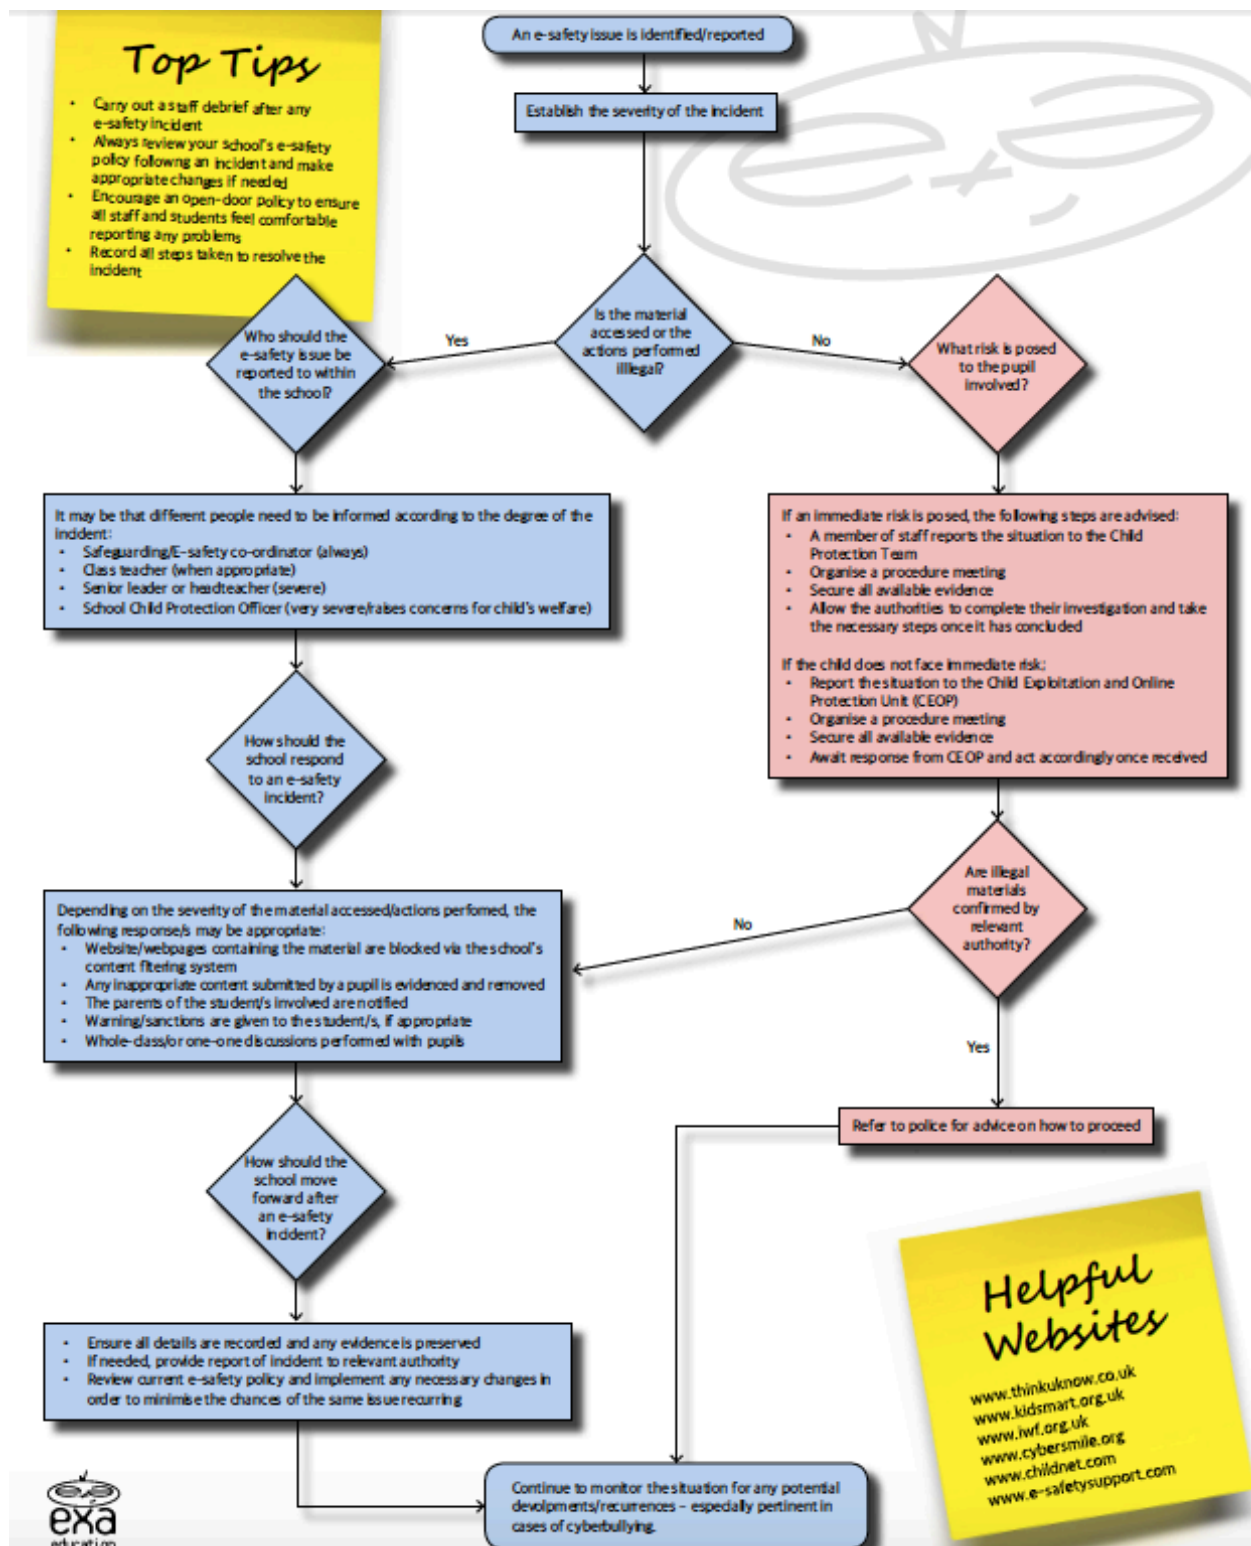 Top Tips
• Carry out a staff debrief after any
e-safety incident
• Always review your school's e-safety
policy followng an incident and make
appropriate changes if needed
• Encourage an open-door policy to ensure
all staff and students feel comfortable
reporting any problems
• Record all steps taken to resolve the
incident
An e-safety issue is identified/reported
Establish the severity of the incident
Is the material
accessed or the
actions performed
illlegal?
Yes
No
Who should the
e-safety issue be
reported to within
the school?
What risk is posed
to the pupil
involved?
It may be that different people need to be informed according to the degree of the
incident:
• Safeguarding/E-safety co-ordinator (always)
• Class teacher (when appropriate)
• Senior leader or headteacher (severe)
• School Child Protection Officer (very severe/raises concerns for child's welfare)
If an immediate risk is posed, the following steps are advised:
• A member of staff reports the situation to the Child
Protection Team
• Organise a procedure meeting
• Secure all available evidence
• Allow the authorities to complete their investigation and take
the necessary steps once it has concluded
If the child does not face immediate risk:
• Report the situation to the Child Exploitation and Online
Protection Unit (CEOP)
• Organise a procedure meeting
• Secure all available evidence
• Await response from CEOP and act accordingly once received
How should the
school respond
to an e-safety
incident?
Are illegal
materials
confirmed by
relevant
authority?
No
Yes
Depending on the severity of the material accessed/actions perfomed, the
following response/s may be appropriate:
• Website/webpages containing the material are blocked via the school's
content filtering system
• Any inappropriate content submitted by a pupil is evidenced and removed
• The parents of the student/s involved are notified
• Warning/sanctions are given to the student/s, if appropriate
• Whole-class/or one-one discussions performed with pupils
Refer to police for advice on how to proceed
How should the
school move
forward after
an e-safety
incident?
• Ensure all details are recorded and any evidence is preserved
• If needed, provide report of incident to relevant authority
• Review current e-safety policy and implement any necessary changes in
order to minimise the chances of the same issue recurring
Helpful
Websites
www.thinkuknow.co.uk
www.kidsmart.org.uk
www.iwf.org.uk
www.cybersmile.org
www.childnet.com
www.e-safetysupport.com
Continue to monitor the situation for any potential
devolpments/recurrences – especially pertinent in
cases of cyberbullying.
exa
education